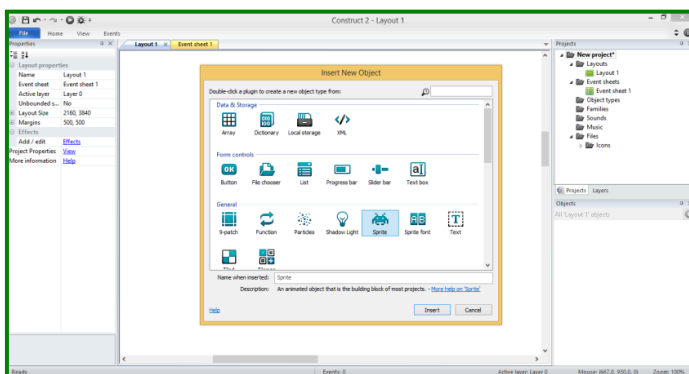 Construct 2 - Layout 1
File Home View Events
Properties
Layout properties
Name Layout 1
Event sheet Event sheet 1
Active layer Layer 0
Unbounded s... No
Layout Size 2160, 3840
Margins 500, 500
Effects
Add / edit Effects
Project Properties View
More information Help
Layout 1 Event sheet 1
Insert New Object
Double-click a plugin to create a new object type from:
Data & Storage
Array Dictionary Local storage XML
Form controls
Button File chooser List Progress bar Slider bar Text box
General
9-patch Function Particles Shadow Light Sprite Sprite font Text
Name when inserted: Sprite
Description: An animated object that is the building block of most projects. - More help on 'Sprite'
Help Insert Cancel
Projects
New project*
Layouts
Layout 1
Event sheets
Event sheet 1
Object types
Families
Sounds
Music
Files
Icons
Projects Layers
Objects
All 'Layout 1' objects
Ready Events: 0 Active layer: Layer 0 Mouse: (667.0, 950.0, 0) Zoom: 100%